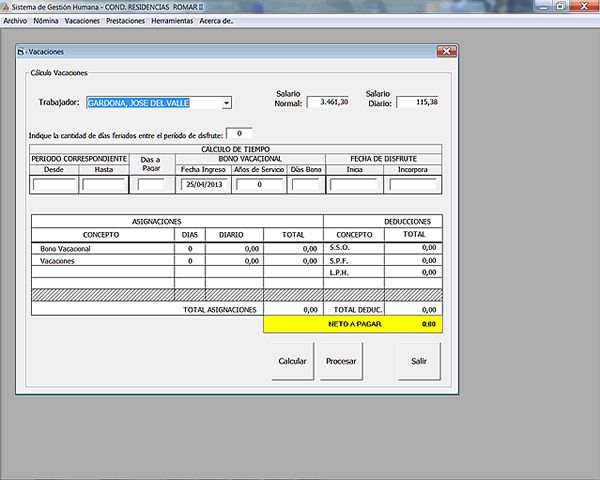 Sistema de Gestión Humana - COND. RESIDENCIAS ROMAR II
Archivo Nómina Vacaciones Prestaciones Herramientas Acerca de..
Vacaciones
Cálculo Vacaciones
Trabajador: GARDONA, JOSE DEL VALLE Salario Normal: 3.461,30 Salario Diario: 115,38
Indique la cantidad de días feriados entre el período de disfrute: 0
CALCULO DE TIEMPO
PERIODO CORRESPONDIENTE Dias a Pagar BONO VACACIONAL FECHA DE DISFRUTE
Desde Hasta Fecha Ingreso Años de Servicio Días Bono Inicia Incorpora
25/04/2013 0
ASIGNACIONES DEDUCCIONES
CONCEPTO DIAS DIARIO TOTAL CONCEPTO TOTAL
Bono Vacacional 0 0,00 0,00 S.S.O. 0,00
Vacaciones 0 0,00 0,00 S.P.F. 0,00
L.P.H. 0,00
TOTAL ASIGNACIONES 0,00 TOTAL DEDUC. 0,00
NETO A PAGAR 0,00
Calcular Procesar Salir